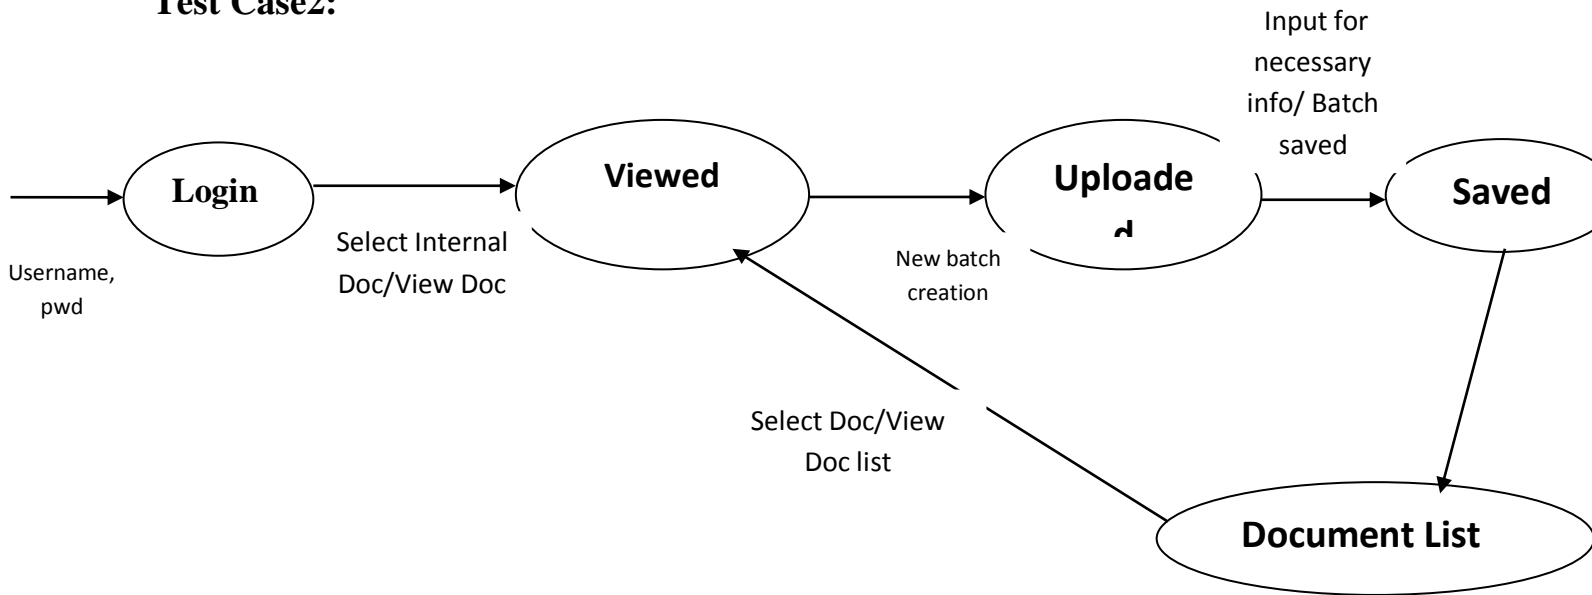 Test Case2:
Input for
necessary
info/ Batch
saved
Login
Viewed
Uploade
d
Saved
Select Internal
Doc/View Doc
Username,
pwd
New batch
creation
Select Doc/View
Doc list
Document List